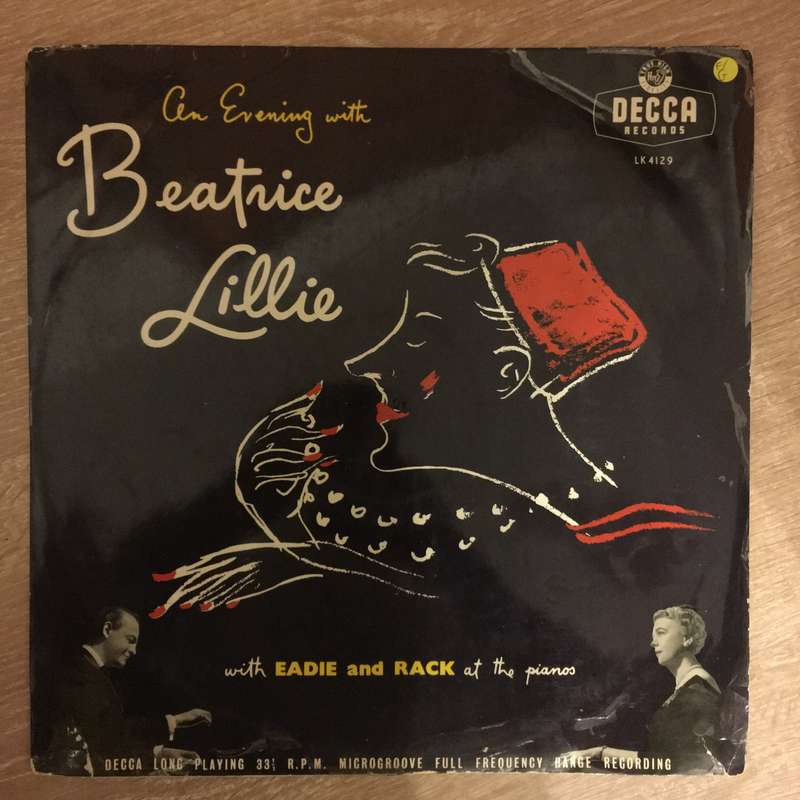 An Evening with
Beatrice
Lillie
DECCA
RECORDS
LK 4129
with EADIE and RACK at the pianos
DECCA LONG PLAYING 33⅓ R.P.M. MICROGROOVE FULL FREQUENCY RANGE RECORDING